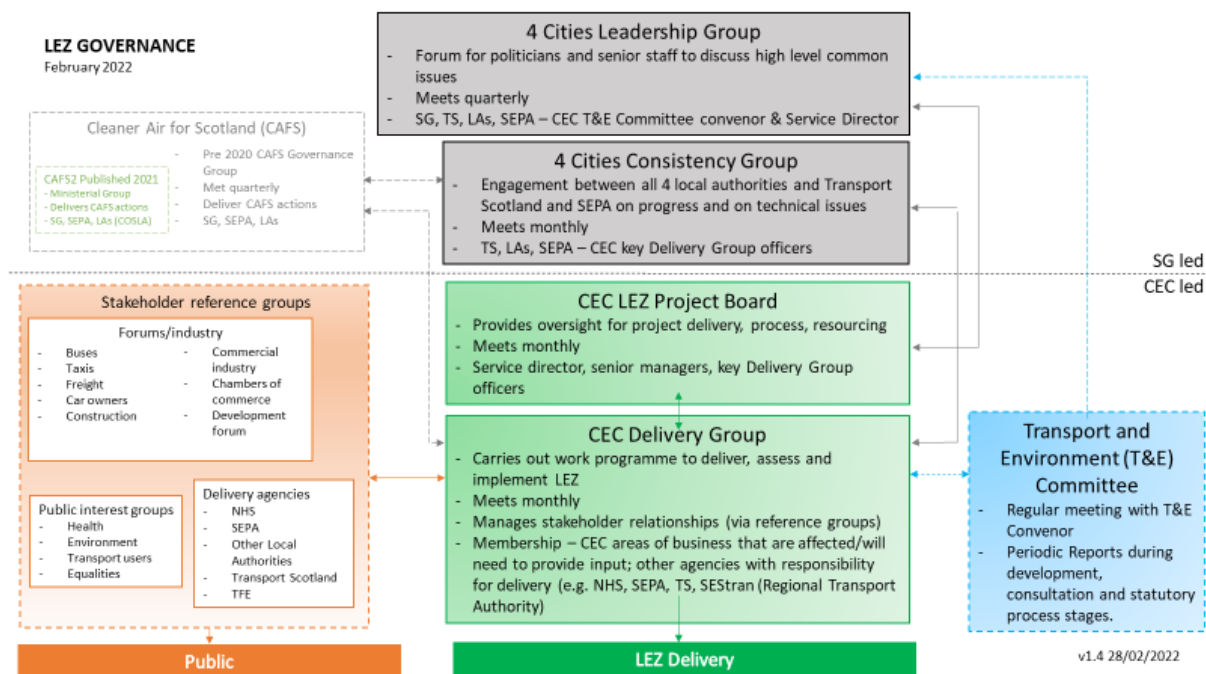 LEZ GOVERNANCE
February 2022
4 Cities Leadership Group
- Forum for politicians and senior staff to discuss high level common
issues
- Meets quarterly
- SG, TS, LAs, SEPA – CEC T&E Committee convenor & Service Director
Cleaner Air for Scotland (CAFS)
CAFS2 Published 2021
- Ministerial Group
- Delivers CAFS actions
- SG, SEPA, LAs (COSLA)
- Pre 2020 CAFS Governance
Group
- Met quarterly
- Deliver CAFS actions
- SG, SEPA, LAs
4 Cities Consistency Group
- Engagement between all 4 local authorities and Transport
Scotland and SEPA on progress and on technical issues
- Meets monthly
- TS, LAs, SEPA – CEC key Delivery Group officers
SG led
CEC led
Stakeholder reference groups
Forums/industry
- Buses
- Taxis
- Freight
- Car owners
- Construction
- Commercial
industry
- Chambers of
commerce
- Development
forum
Public interest groups
- Health
- Environment
- Transport users
- Equalities
Delivery agencies
- NHS
- SEPA
- Other Local
Authorities
- Transport Scotland
- TFE
Public
CEC LEZ Project Board
- Provides oversight for project delivery, process, resourcing
- Meets monthly
- Service director, senior managers, key Delivery Group
officers
CEC Delivery Group
- Carries out work programme to deliver, assess and
implement LEZ
- Meets monthly
- Manages stakeholder relationships (via reference groups)
- Membership – CEC areas of business that are affected/will
need to provide input; other agencies with responsibility
for delivery (e.g. NHS, SEPA, TS, SEStran (Regional Transport
Authority)
LEZ Delivery
Transport and
Environment (T&E)
Committee
- Regular meeting with T&E
Convenor
- Periodic Reports during
development,
consultation and statutory
process stages.
v1.4 28/02/2022